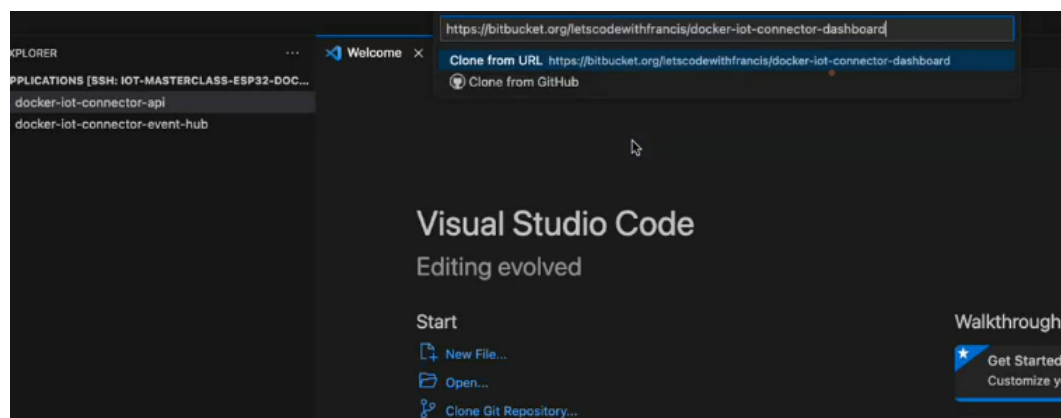 https://bitbucket.org/letscodewithfrancis/docker-iot-connector-dashboard
XPLORER ...
Welcome ×
Clone from URL https://bitbucket.org/letscodewithfrancis/docker-iot-connector-dashboard
PPLICATIONS [SSH: IOT-MASTERCLASS-ESP32-DOC...
Clone from GitHub
docker-iot-connector-api
docker-iot-connector-event-hub
Visual Studio Code
Editing evolved
Start
Walkthrough
New File...
Get Started
Open...
Customize y
Clone Git Repository...